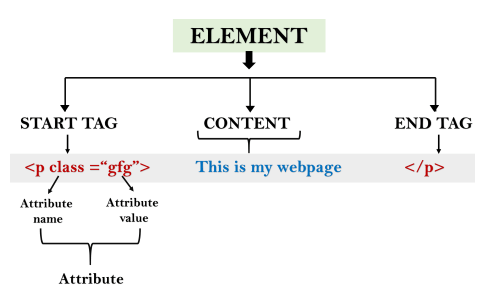 ELEMENT
START TAG CONTENT END TAG
<p class =“gfg”> This is my webpage </p>
Attribute name Attribute value
Attribute